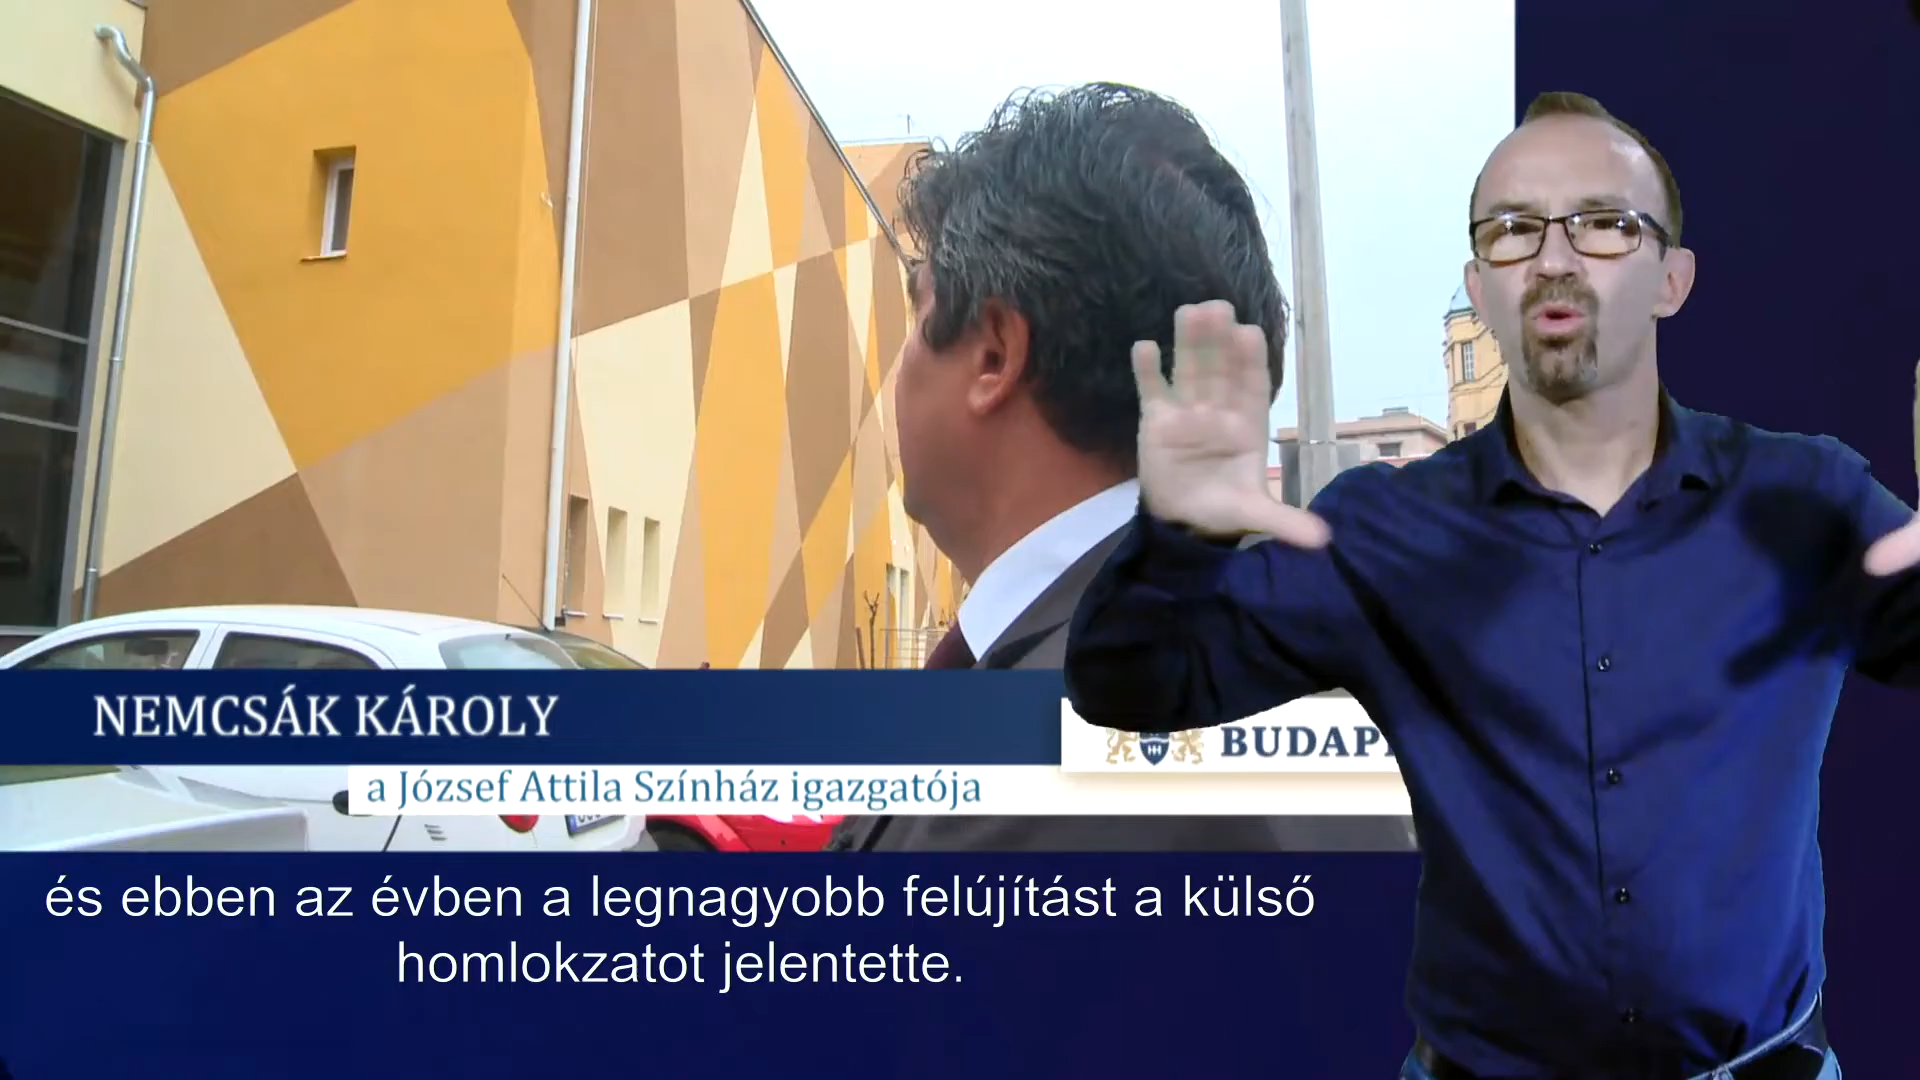 NEMCSÁK KÁROLY
BUDAP
a József Attila Színház igazgatója
és ebben az évben a legnagyobb felújítást a külső
homlokzatot jelentette.